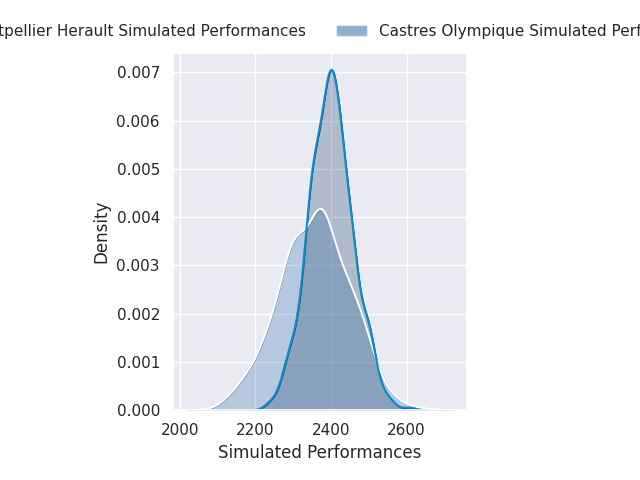 tpellier Herault Simulated Performances
Castres Olympique Simulated Perf
0.007
0.006
0.005
0.004
0.003
0.002
0.001
0.000
Density
2000 2200 2400 2600
Simulated Performances